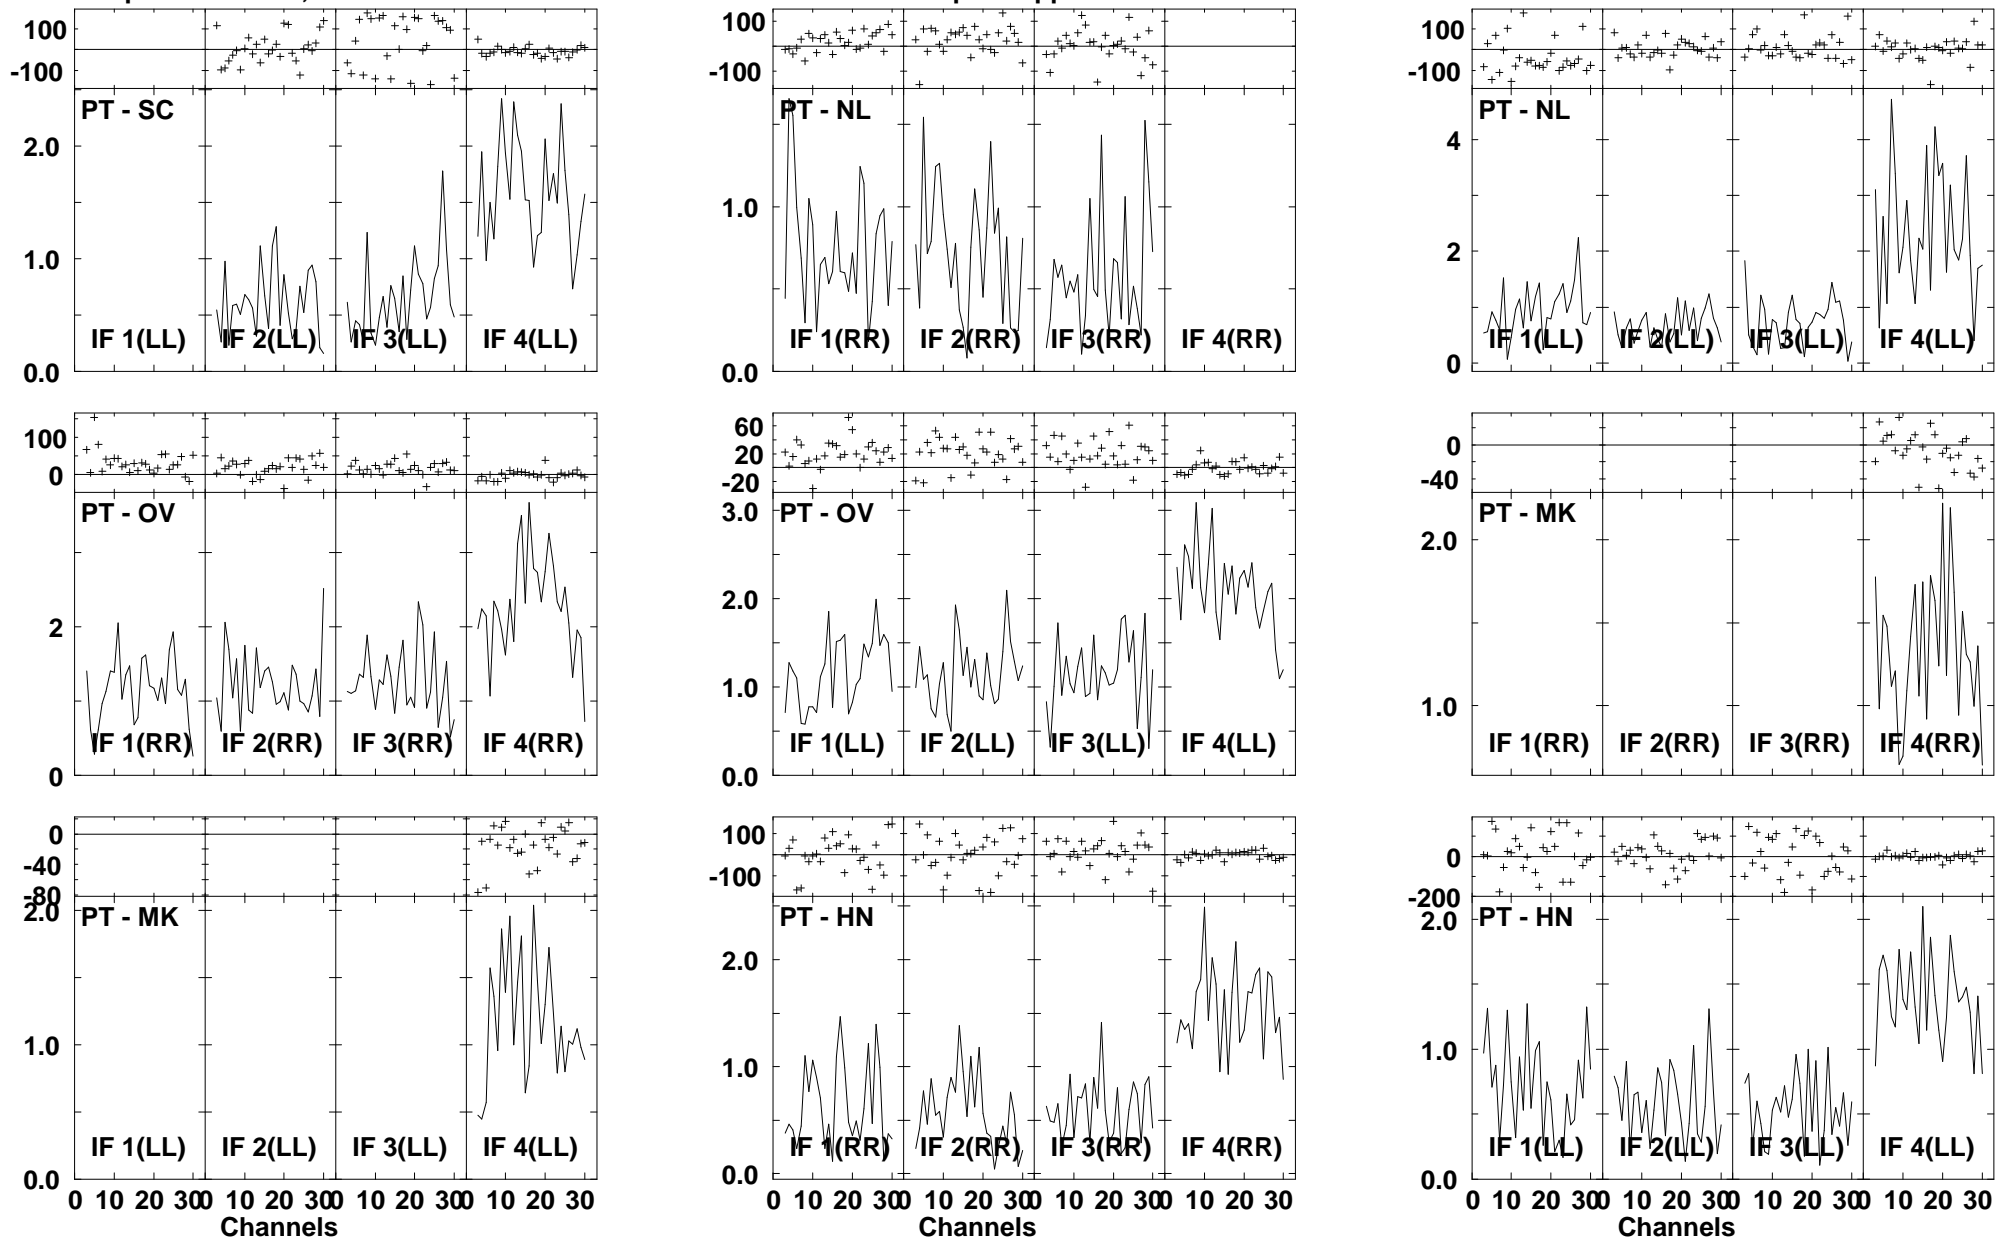 100
-100
PT - SC
2.0
1.0
0.0
IF 1(LL) IF 2(LL) IF 3(LL) IF 4(LL)
100
-100
PT - NL
1.0
0.0
IF 1(RR) IF 2(RR) IF 3(RR) IF 4(RR)
100
-100
PT - NL
4
2
0
IF 1(LL) IF 2(LL) IF 3(LL) IF 4(LL)
100
0
PT - OV
2
0
IF 1(RR) IF 2(RR) IF 3(RR) IF 4(RR)
60
20
-20
PT - OV
3.0
2.0
1.0
0.0
IF 1(LL) IF 2(LL) IF 3(LL) IF 4(LL)
0
-40
PT - MK
2.0
1.0
IF 1(RR) IF 2(RR) IF 3(RR) IF 4(RR)
0
-40
-80
PT - MK
2.0
1.0
0.0
IF 1(LL) IF 2(LL) IF 3(LL) IF 4(LL)
0 10 20 30 0 10 20 30 0 10 20 30 0 10 20 30
Channels
100
-100
PT - HN
2.0
1.0
0.0
IF 1(RR) IF 2(RR) IF 3(RR) IF 4(RR)
0 10 20 30 0 10 20 30 0 10 20 30 0 10 20 30
Channels
0
-200
PT - HN
2.0
1.0
0.0
IF 1(LL) IF 2(LL) IF 3(LL) IF 4(LL)
0 10 20 30 0 10 20 30 0 10 20 30 0 10 20 30
Channels